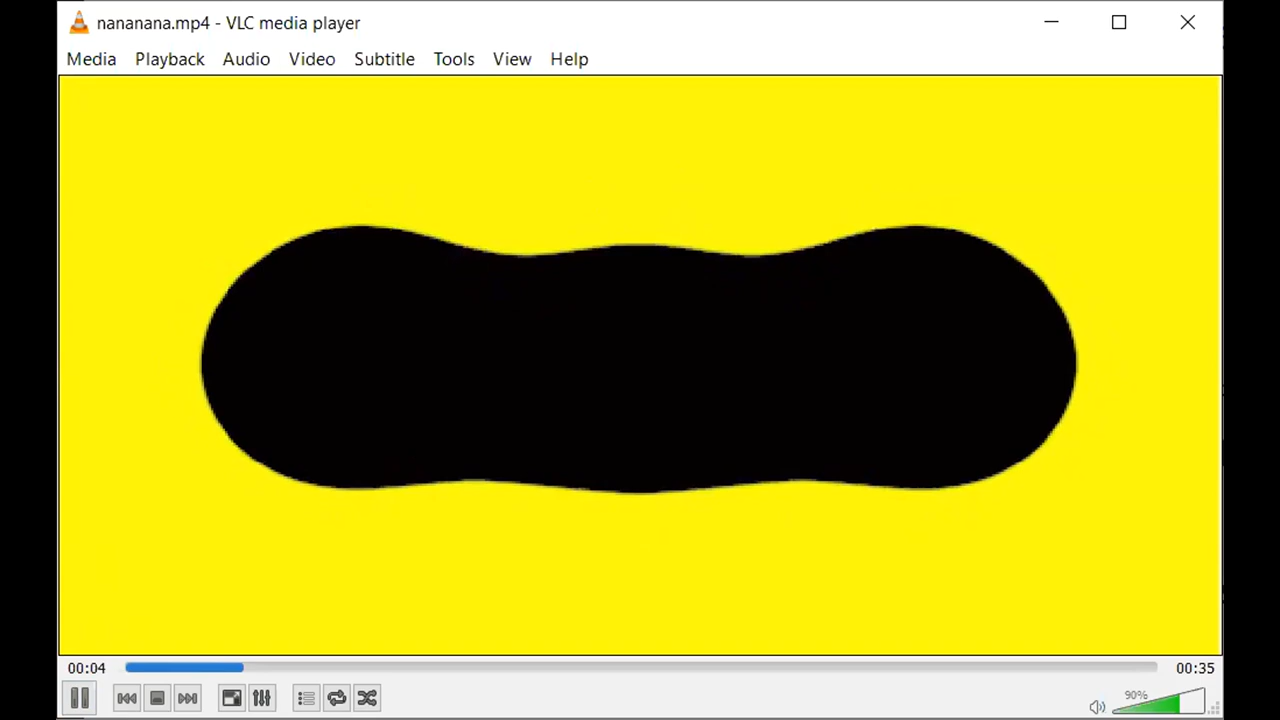 nananana.mp4 - VLC media player
Media Playback Audio Video Subtitle Tools View Help
00:04 00:35
90%